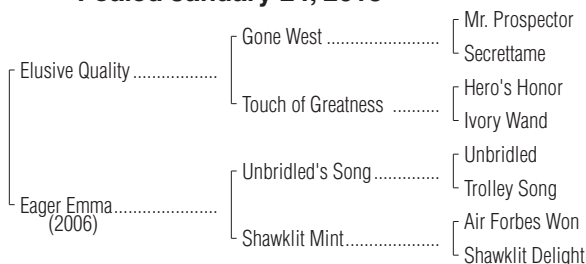 Foaled January 24,
Mr. Prospector
Gone West ........................
Secrettame
Elusive Quality ..................
Hero's Honor
Touch of Greatness ..........
Ivory Wand
Unbridled
Unbridled's Song ..............
Trolley Song
Eager Emma ......................
(2006)
Air Forbes Won
Shawklit Mint ....................
Shawklit Delight